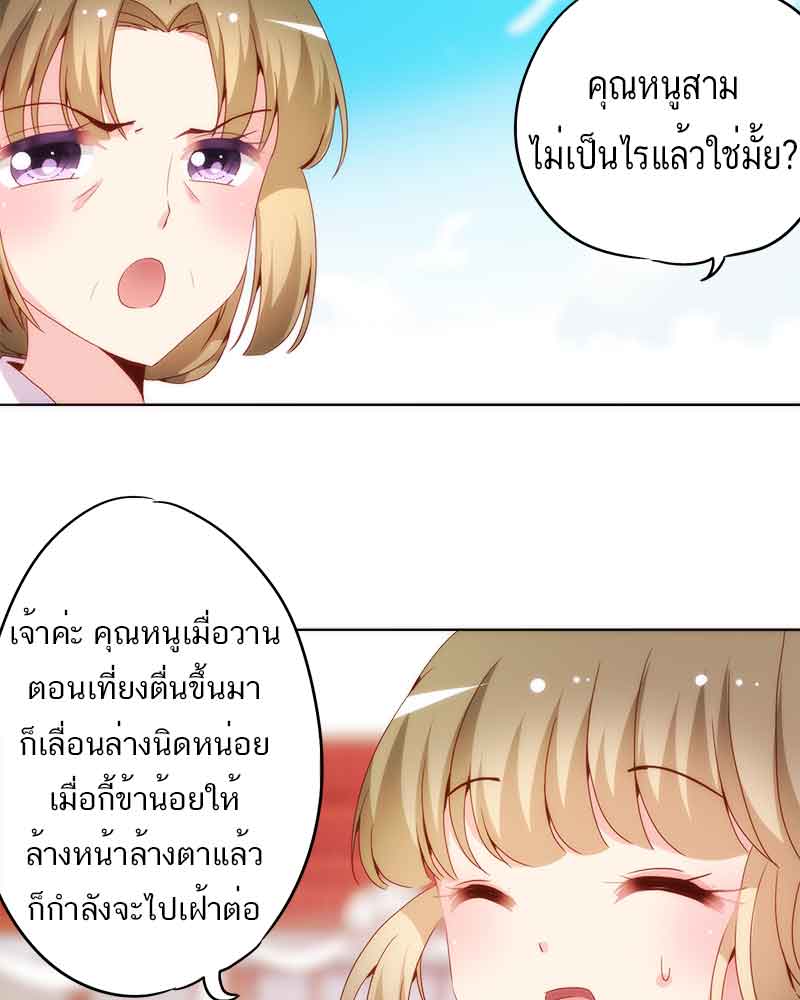 คุณหนูสาม
ไม่เป็นไรแล้วใช่มั้ย?
เจ้าค่ะ คุณหนูเมื่อวาน
ตอนเที่ยงตื่นขึ้นมา
ก็เลื่อนล่างนิดหน่อย
เมื่อกี้ข้าน้อยให้
ล้างหน้าล้างตาแล้ว
ก็กำลังจะไปเฝ้าต่อ